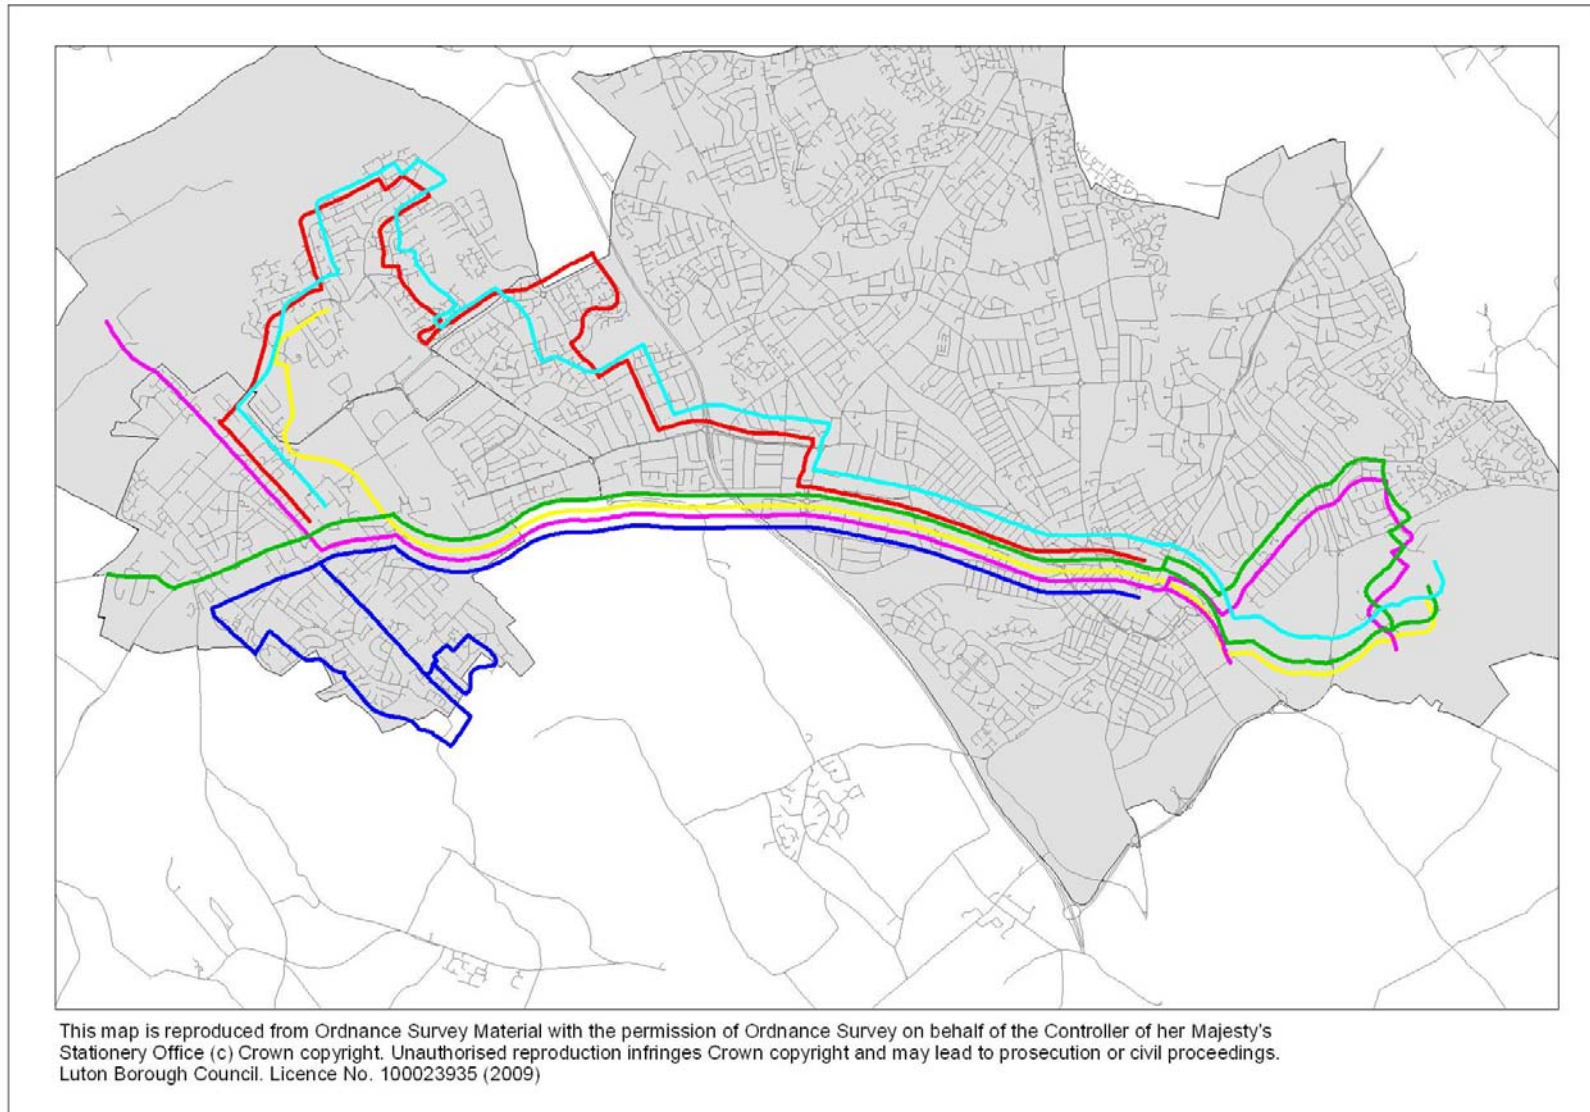 This map is reproduced from Ordnance Survey Material with the permission of Ordnance Survey on behalf of the Controller of her Majesty's
Stationery Office (c) Crown copyright. Unauthorised reproduction infringes Crown copyright and may lead to prosecution or civil proceedings.
Luton Borough Council. Licence No. 100023935 (2009)